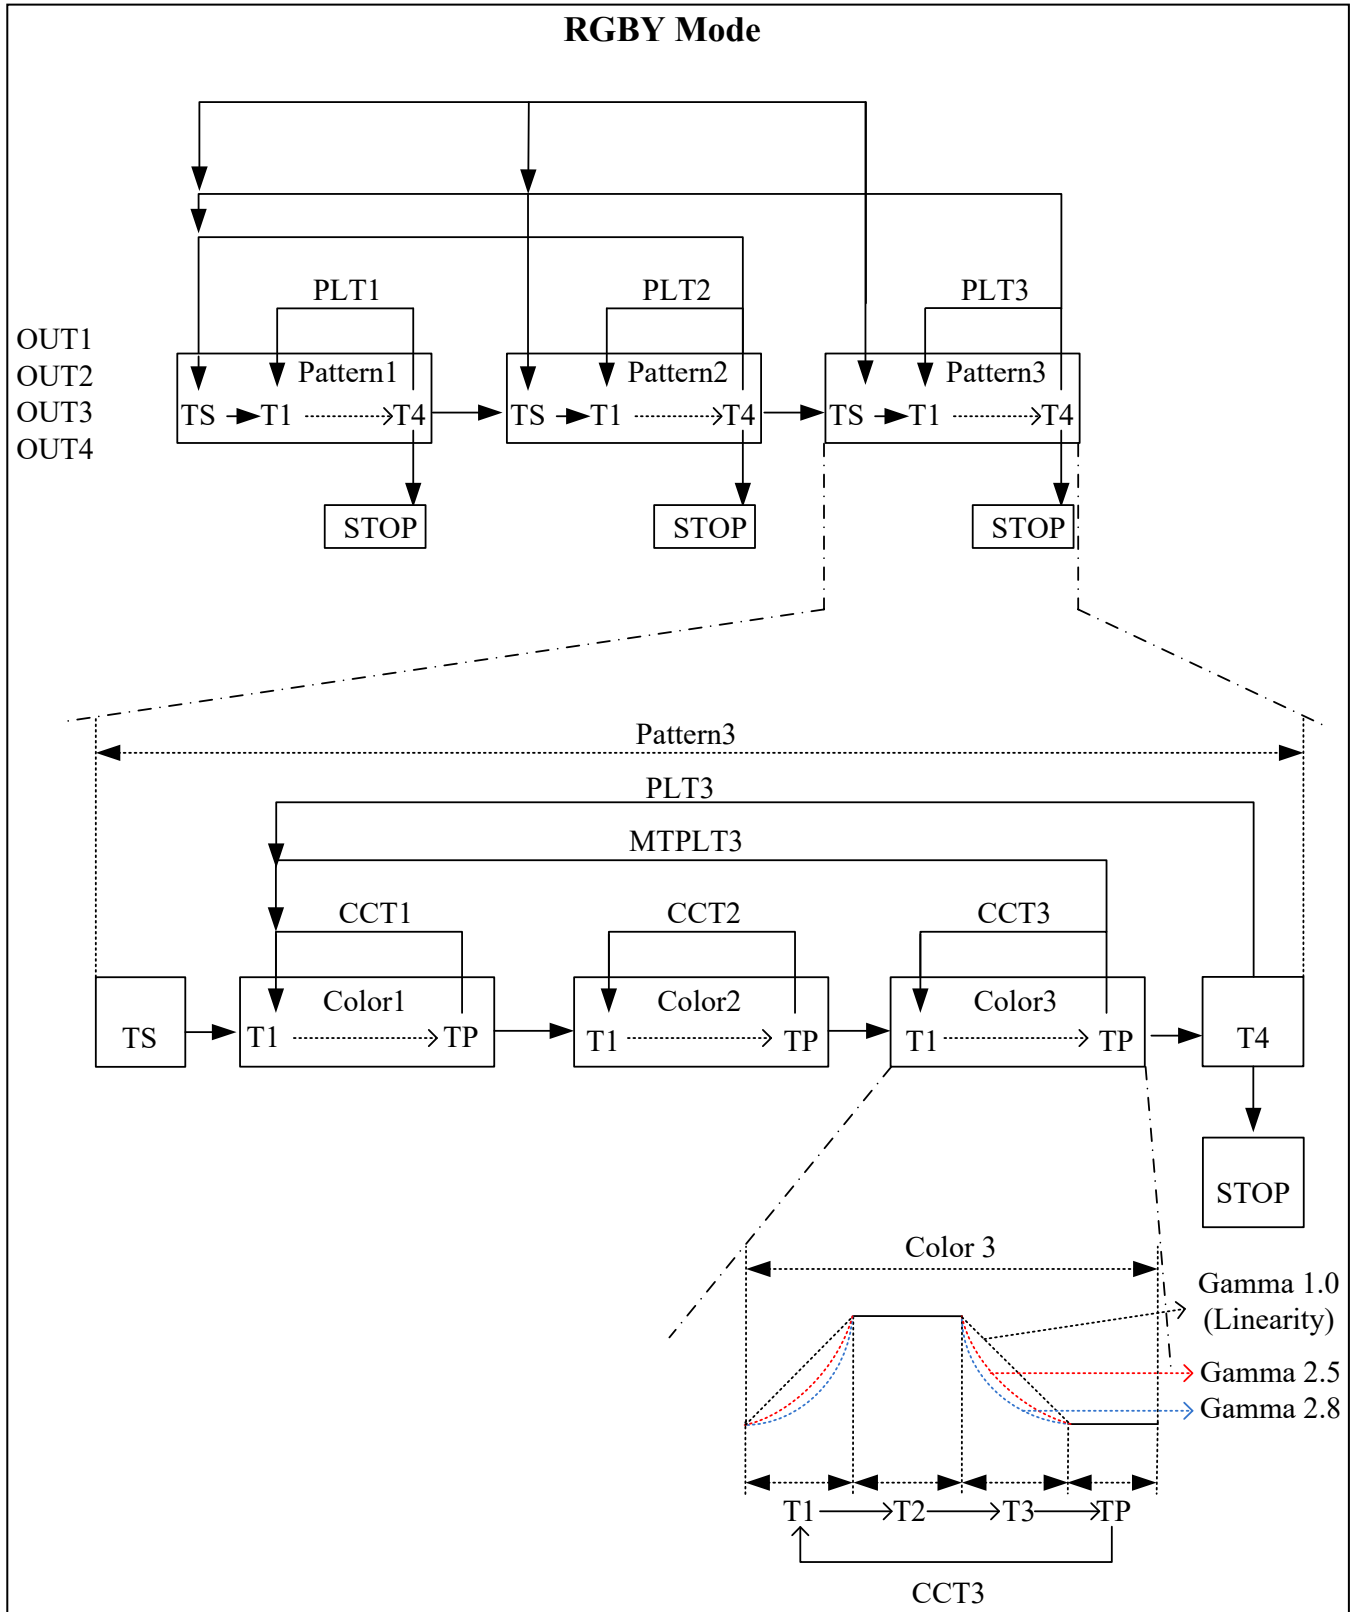 RGBY Mode
PLT1
PLT2
PLT3
OUT1
OUT2
OUT3
OUT4
Pattern1
TS T1 T4
Pattern2
TS T1 T4
Pattern3
TS T1 T4
STOP
STOP
STOP
Pattern3
PLT3
MTPLT3
CCT1
CCT2
CCT3
TS
Color1
T1 TP
Color2
T1 TP
Color3
T1 TP
T4
STOP
Color 3
Gamma 1.0
(Linearity)
Gamma 2.5
Gamma 2.8
T1 T2 T3 TP
CCT3